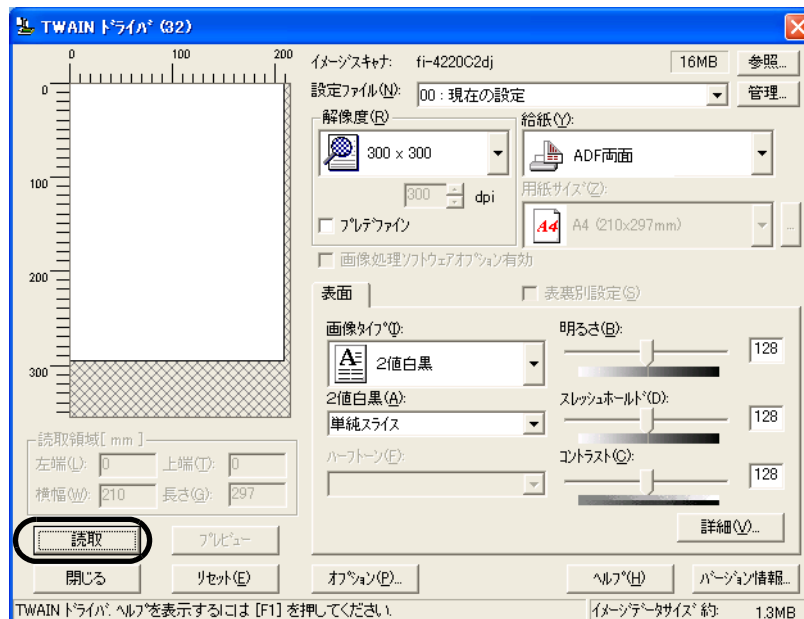 TWAIN ﾄﾞﾗｲﾊﾞ (32)
0 100 200
0
100
200
300
ｲﾒｰｼﾞｽｷｬﾅ: fi-4220C2dj 16MB 参照...
設定ﾌｧｲﾙ(N): 00 : 現在の設定 管理...
解像度(R)
300 × 300
300 dpi
ﾌﾟﾚﾃﾞﾌｧｲﾝ
給紙(Y):
ADF両面
用紙ｻｲｽﾞ(Z):
A4 A4 (210x297mm) ...
画像処理ｿﾌﾄｳｪｱｵﾌﾟｼｮﾝ有効
表面 表裏別設定(S)
画像ﾀｲﾌﾟ(I):
A 2値白黒
2値白黒(A):
単純ｽﾗｲｽ
ﾊｰﾌﾄｰﾝ(F):
明るさ(B):
128
ｽﾚｯｼｭﾎｰﾙﾄﾞ(D):
128
ｺﾝﾄﾗｽﾄ(C):
128
詳細(V)...
読取領域[ mm ]
左端(L): 0 上端(T): 0
横幅(W): 210 長さ(G): 297
読取 ﾌﾟﾚﾋﾞｭｰ
閉じる ﾘｾｯﾄ(E) ｵﾌﾟｼｮﾝ(P)... ﾍﾙﾌﾟ(H) ﾊﾞｰｼﾞｮﾝ情報...
TWAIN ﾄﾞﾗｲﾊﾞ. ﾍﾙﾌﾟを表示するには [F1] を押してください. ｲﾒｰｼﾞﾃﾞｰﾀｻｲｽﾞ 約: 1.3MB